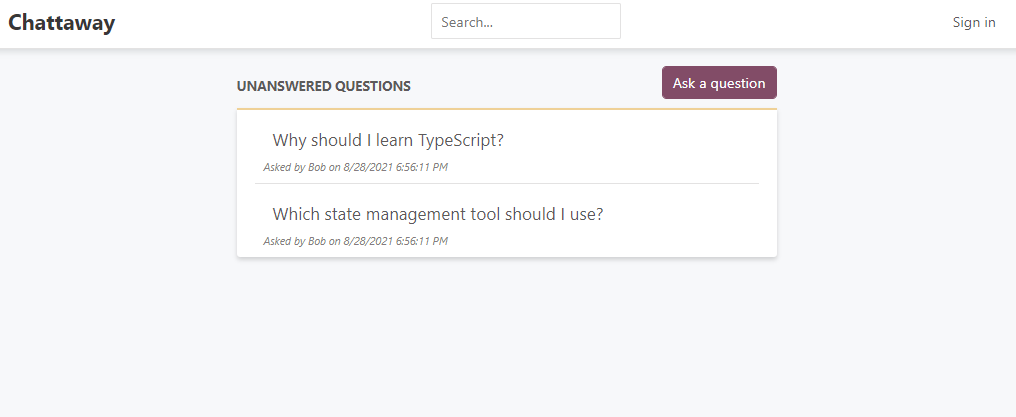 Chattaway
Search...
Sign in
UNANSWERED QUESTIONS
Ask a question
Why should I learn TypeScript?
Asked by Bob on 8/28/2021 6:56:11 PM
Which state management tool should I use?
Asked by Bob on 8/28/2021 6:56:11 PM